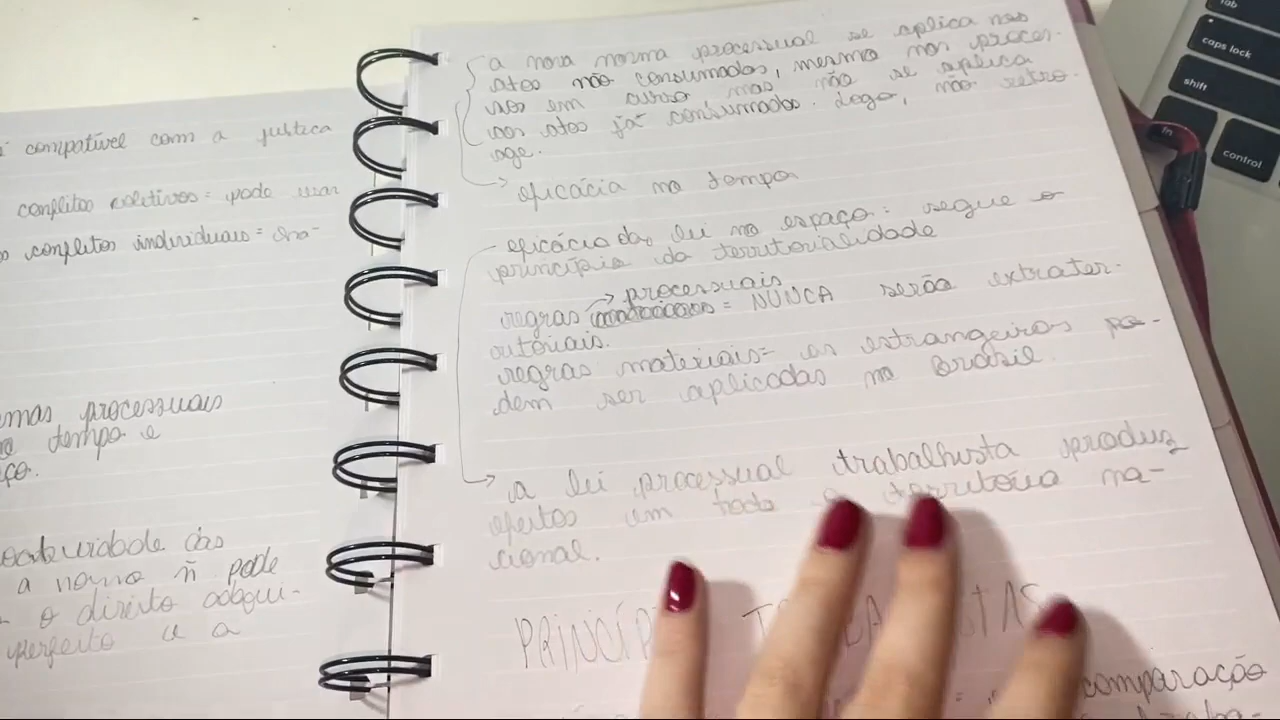 é compatível com a justiça
conflitos coletivos = pode usar
conflitos individuais = não-
mas processuais
tempo e
a norma ñ pode
o direito adqui-
perfeito e a
a nova norma processual se aplica nos
atos não consumados, mesmo nos proces-
sos em curso mas não se aplica
aos atos já consumados. Logo, não retro-
age.
→ eficácia no tempo
eficácia da lei no espaço: segue o
princípio da territorialidade
→ processuais
regras = NUNCA serão extrater-
ritoriais.
regras materiais = as estrangeiras po-
dem ser aplicadas no Brasil.
→ a lei processual trabalhista produz
efeitos em todo o território na-
cional.
comparação